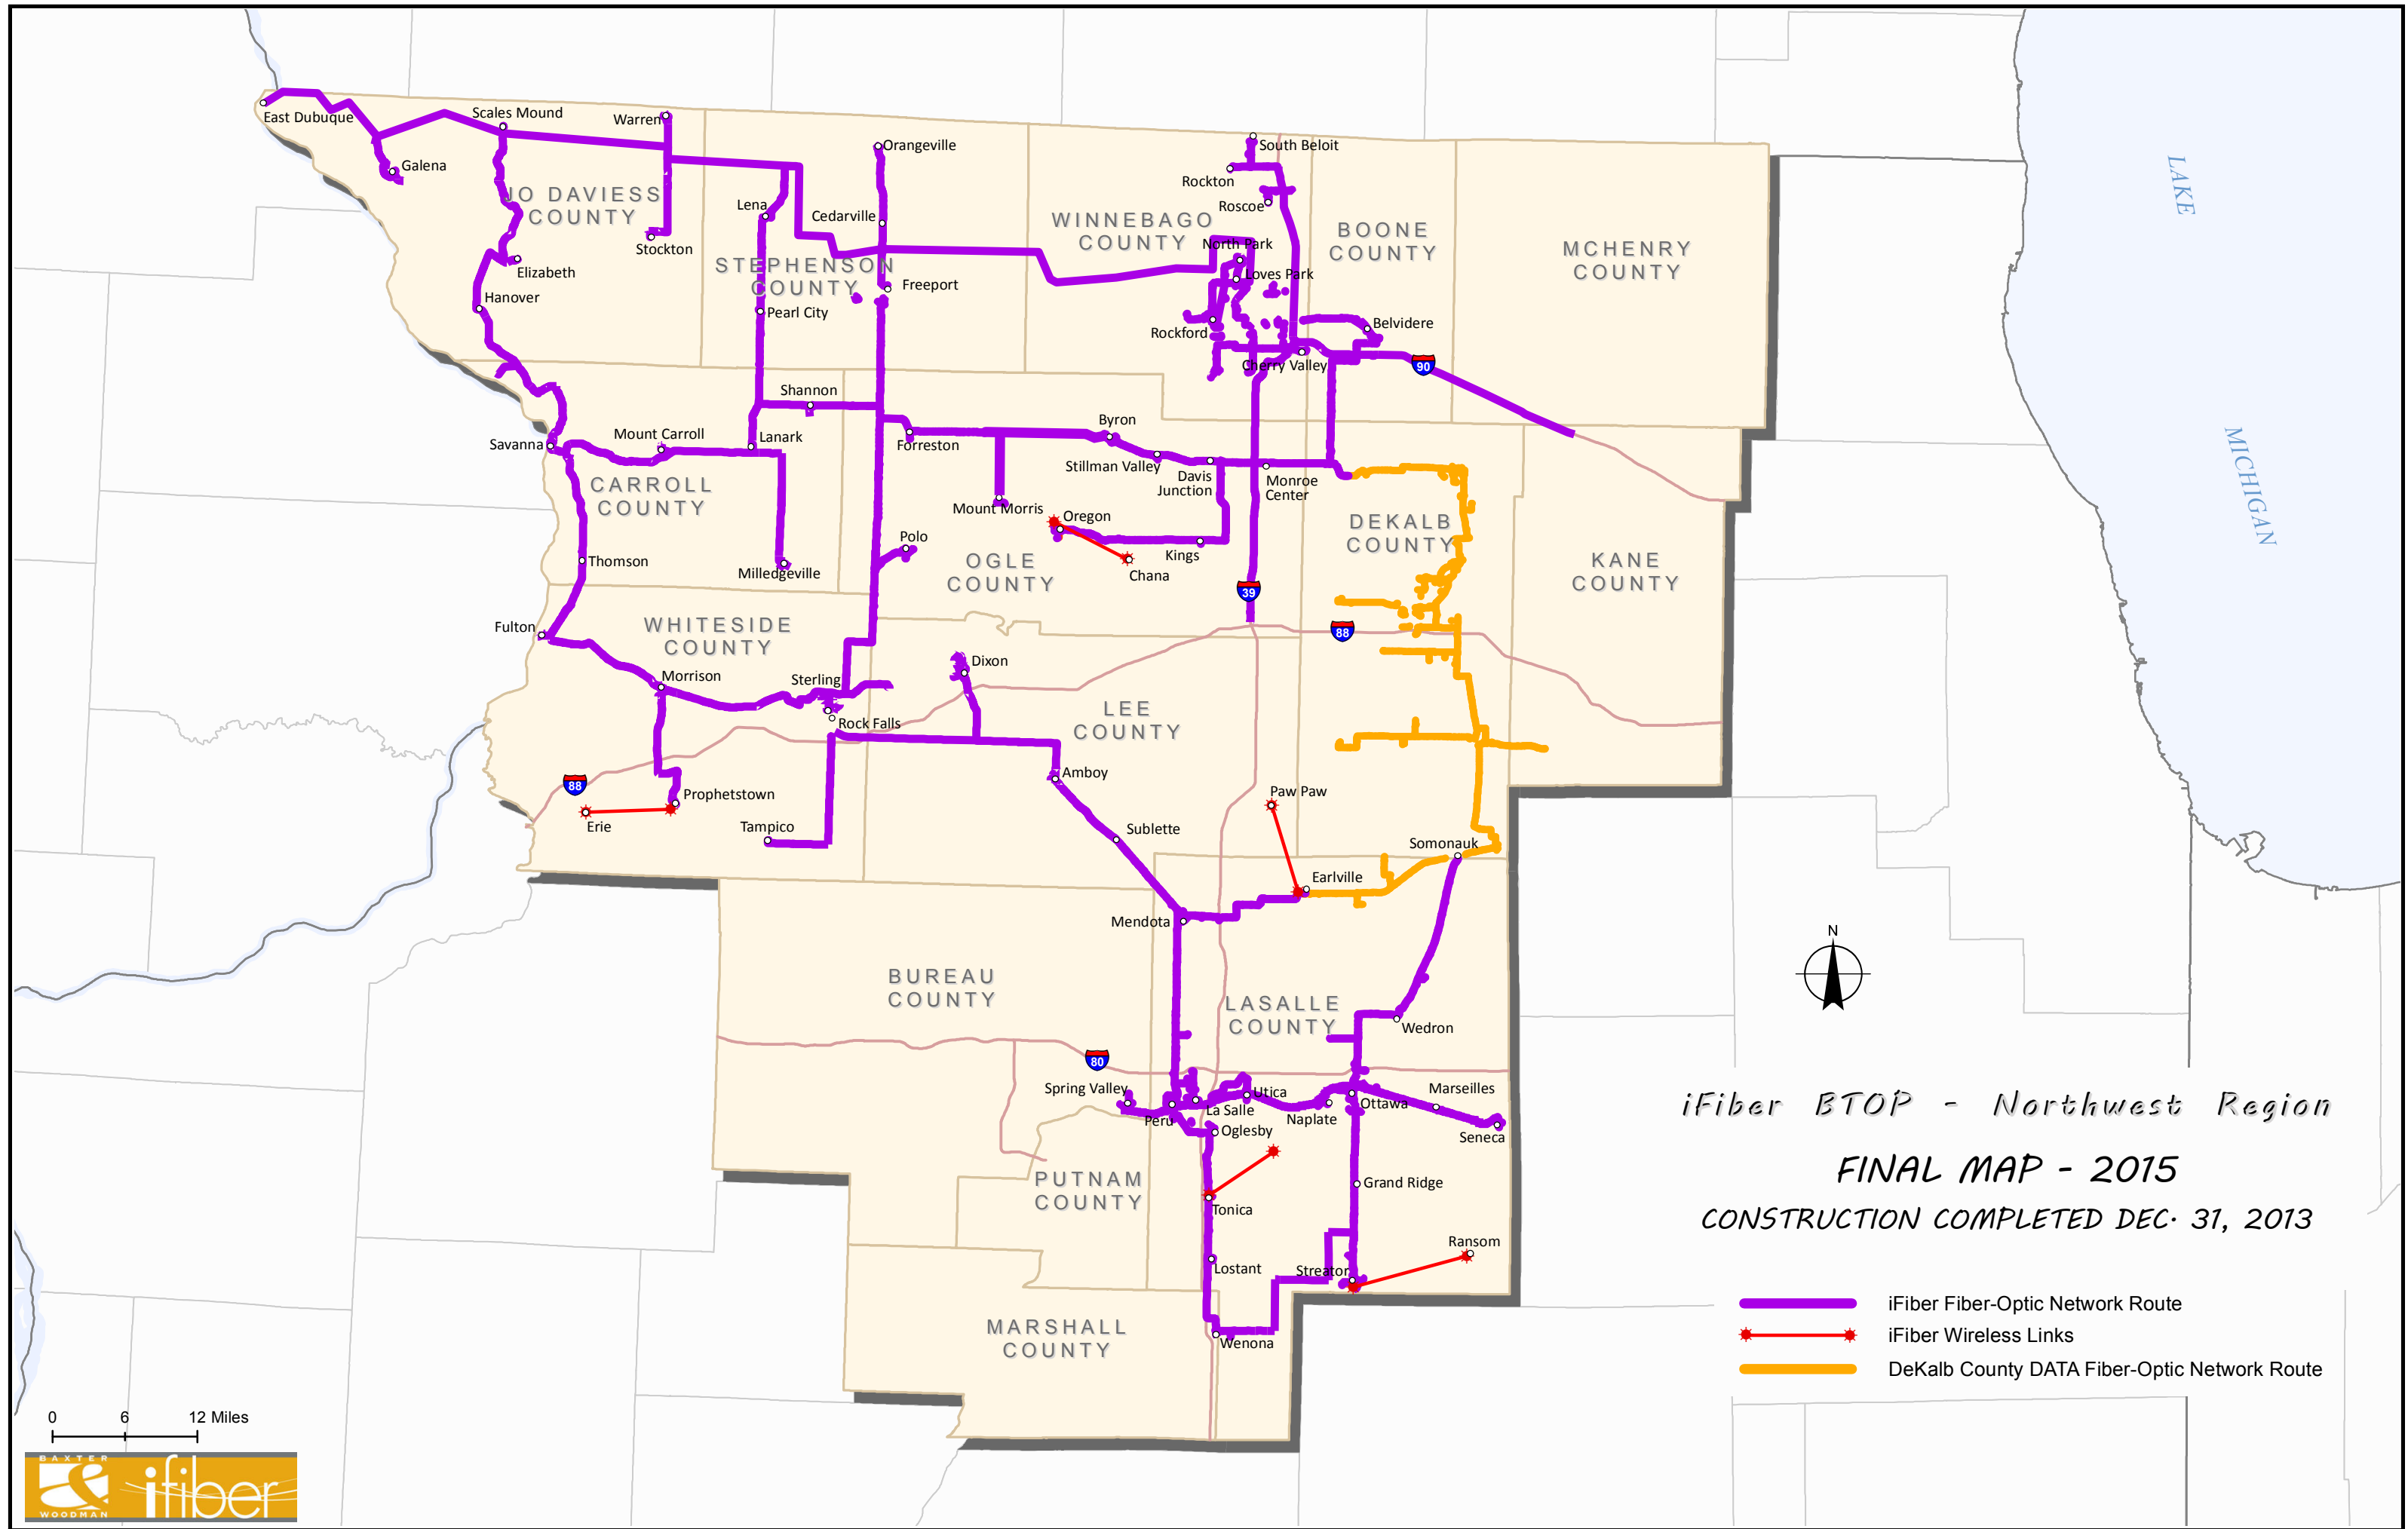 East Dubuque
Scales Mound
Warren
Galena
JO DAVIESS
COUNTY
Stockton
Elizabeth
Hanover
Orangeville
Lena
Cedarville
STEPHENSON
COUNTY
Freeport
Pearl City
South Beloit
Rockton
Roscoe
WINNEBAGO
COUNTY
North Park
Loves Park
Rockford
Cherry Valley
BOONE
COUNTY
Belvidere
90
MCHENRY
COUNTY
LAKE
MICHIGAN
Savanna
Mount Carroll
Lanark
Shannon
CARROLL
COUNTY
Thomson
Milledgeville
Forreston
Byron
Stillman Valley
Davis
Junction
Monroe
Center
Mount Morris
Oregon
Polo
Kings
Chana
OGLE
COUNTY
39
DEKALB
COUNTY
88
KANE
COUNTY
Fulton
WHITESIDE
COUNTY
Morrison
Sterling
Rock Falls
Dixon
LEE
COUNTY
Amboy
88
Prophetstown
Erie
Tampico
Sublette
Paw Paw
Somonauk
Earlville
Mendota
BUREAU
COUNTY
LASALLE
COUNTY
Wedron
80
Spring Valley
Peru
La Salle
Utica
Naplate
Ottawa
Marseilles
Seneca
Oglesby
PUTNAM
COUNTY
Tonica
Grand Ridge
Lostant
Streator
Ransom
Wenona
MARSHALL
COUNTY
N
iFiber BTOP - Northwest Region
FINAL MAP - 2015
CONSTRUCTION COMPLETED DEC. 31, 2013
iFiber Fiber-Optic Network Route
iFiber Wireless Links
DeKalb County DATA Fiber-Optic Network Route
0 6 12 Miles
BAXTER
&
WOODMAN
ifiber